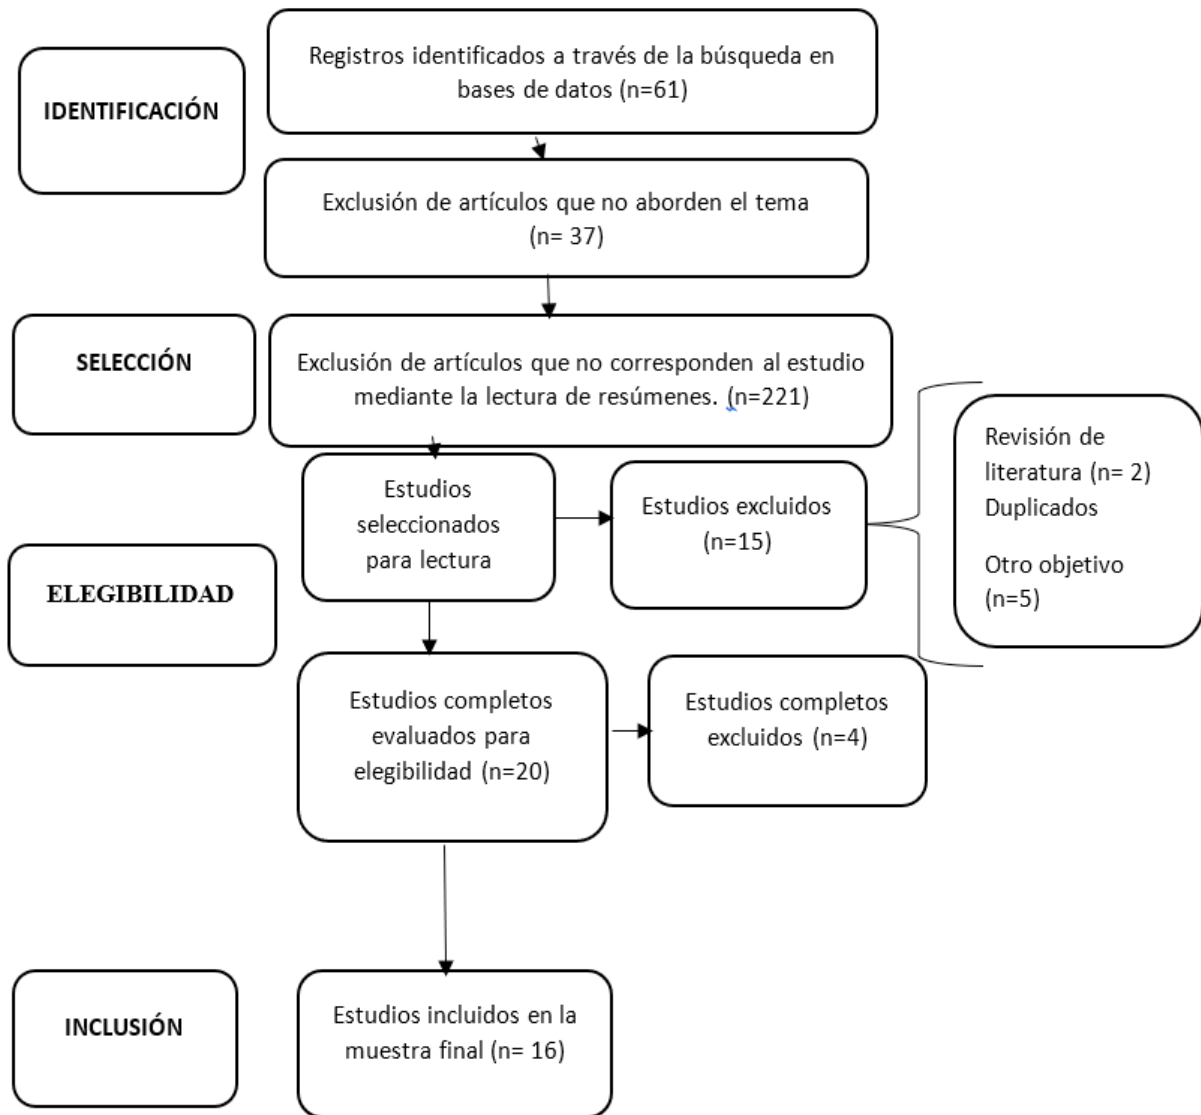 IDENTIFICACIÓN
Registros identificados a través de la búsqueda en
bases de datos (n=61)
Exclusión de artículos que no aborden el tema
(n= 37)
SELECCIÓN
Exclusión de artículos que no corresponden al estudio
mediante la lectura de resúmenes. (n=221)
Estudios
seleccionados
para lectura
Estudios excluidos
(n=15)
Revisión de
literatura (n= 2)
Duplicados
Otro objetivo
(n=5)
ELEGIBILIDAD
Estudios completos
evaluados para
elegibilidad (n=20)
Estudios completos
excluidos (n=4)
INCLUSIÓN
Estudios incluidos en la
muestra final (n= 16)